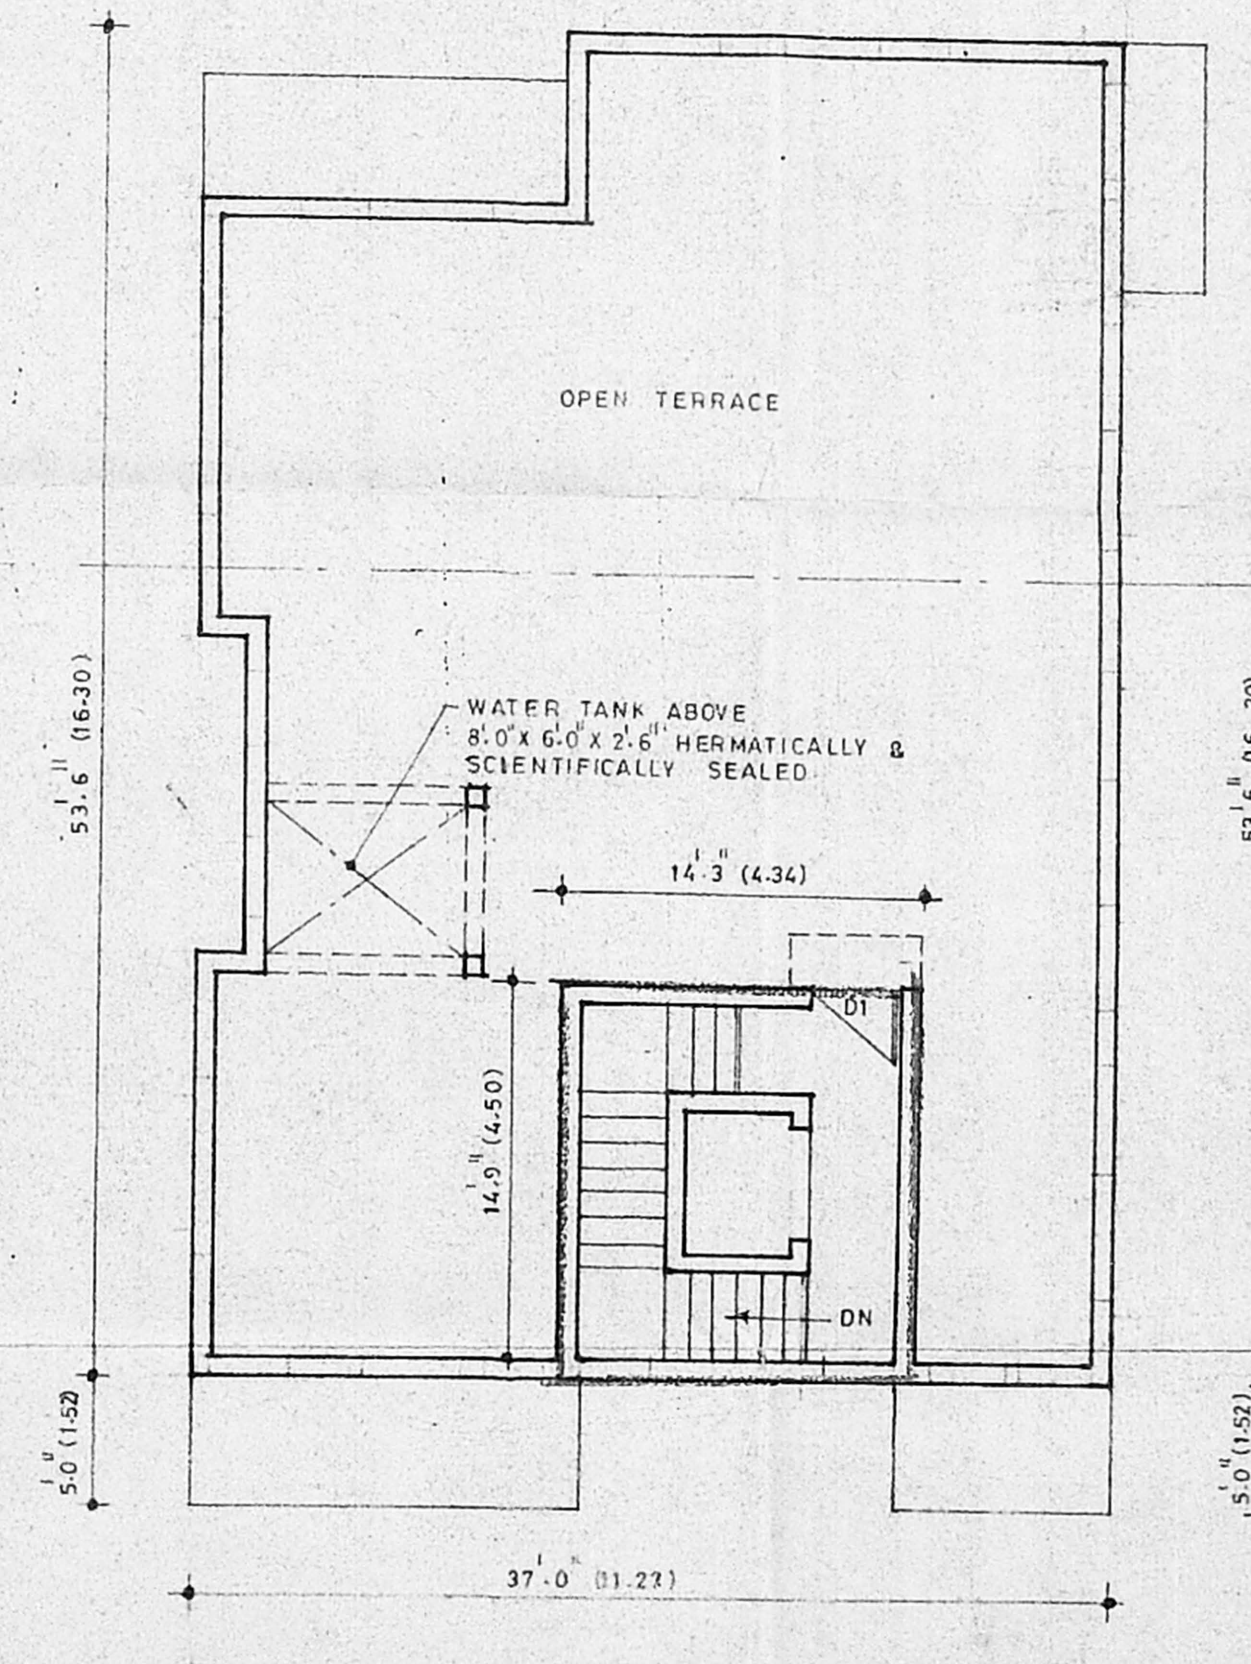 OPEN TERRACE
WATER TANK ABOVE
8'.0" X 6'.0" X 2'.6" HERMATICALLY &
SCIENTIFICALLY SEALED
53'.6" (16.30)
14'.3" (4.34)
D1
14'.9" (4.50)
DN
5'.0" (1.52)
5'.0" (1.52)
37'.0"